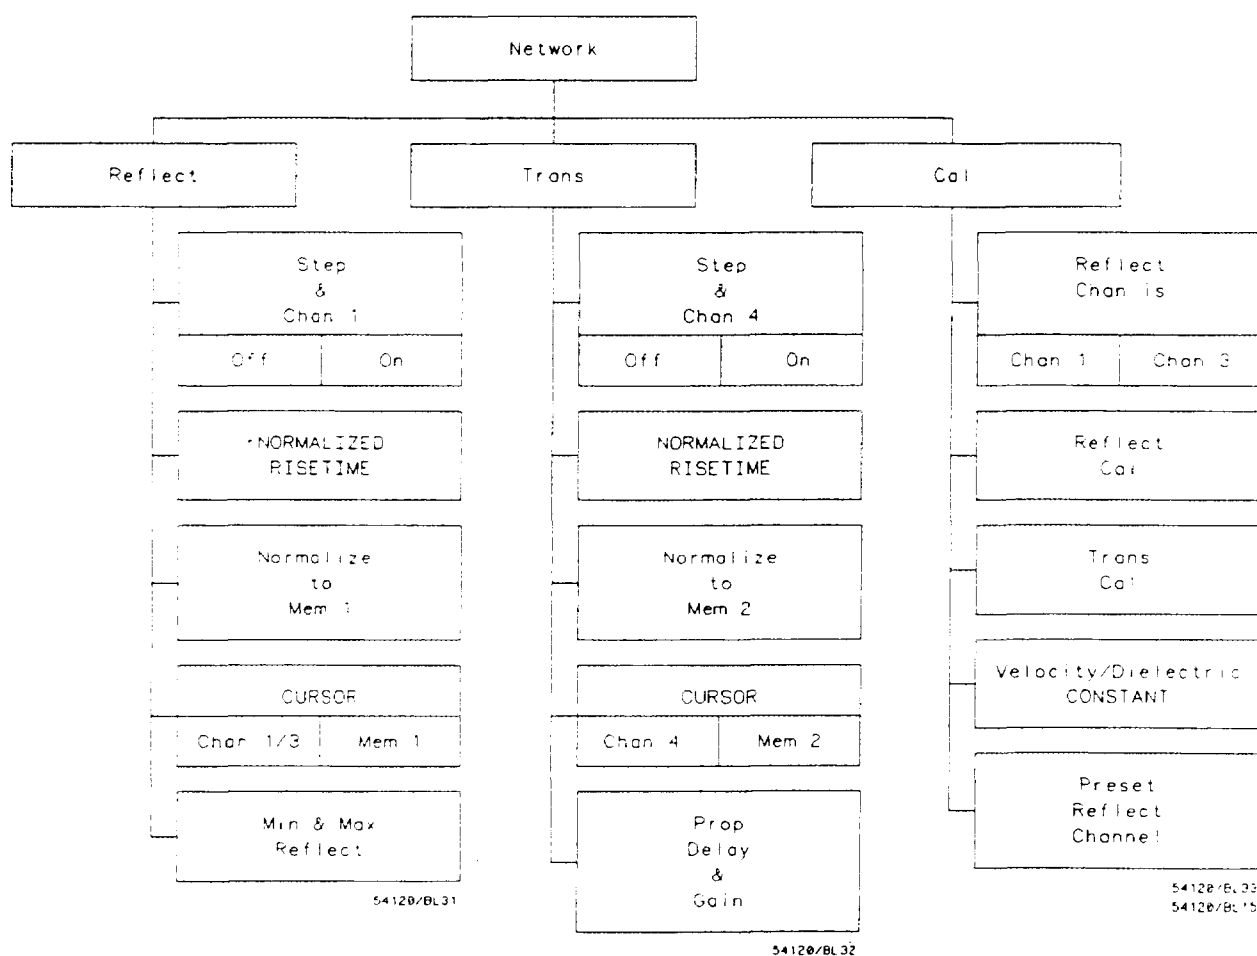 Network
Reflect
Trans
Cal
Step
&
Chan 1
Off On
NORMALIZED
RISETIME
Normalize
to
Mem 1
CURSOR
Chan 1/3 Mem 1
Min & Max
Reflect
54120/BL31
Step
&
Chan 4
Off On
NORMALIZED
RISETIME
Normalize
to
Mem 2
CURSOR
Chan 4 Mem 2
Prop
Delay
&
Gain
54120/BL32
Reflect
Chan is
Chan 1 Chan 3
Reflect
Cal
Trans
Cal
Velocity/Dielectric
CONSTANT
Preset
Reflect
Channel
54120/BL33